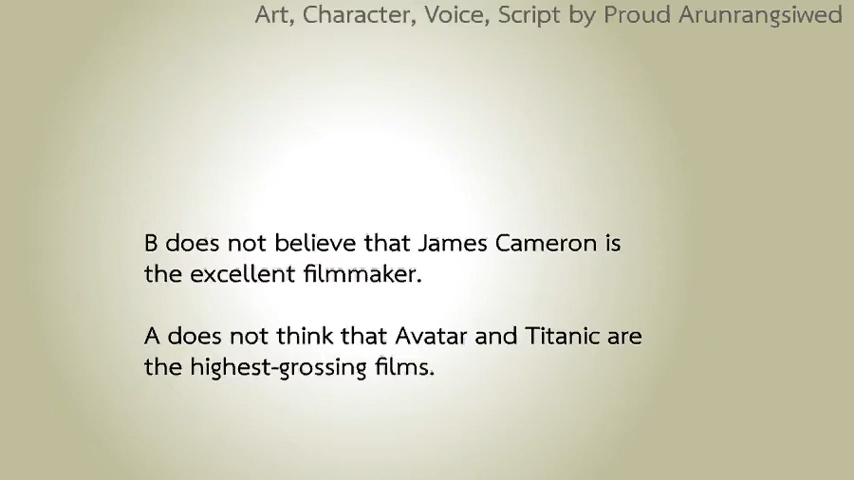 Art, Character, Voice, Script by Proud Arunrangsiwed
B does not believe that James Cameron is
the excellent filmmaker.
A does not think that Avatar and Titanic are
the highest-grossing films.